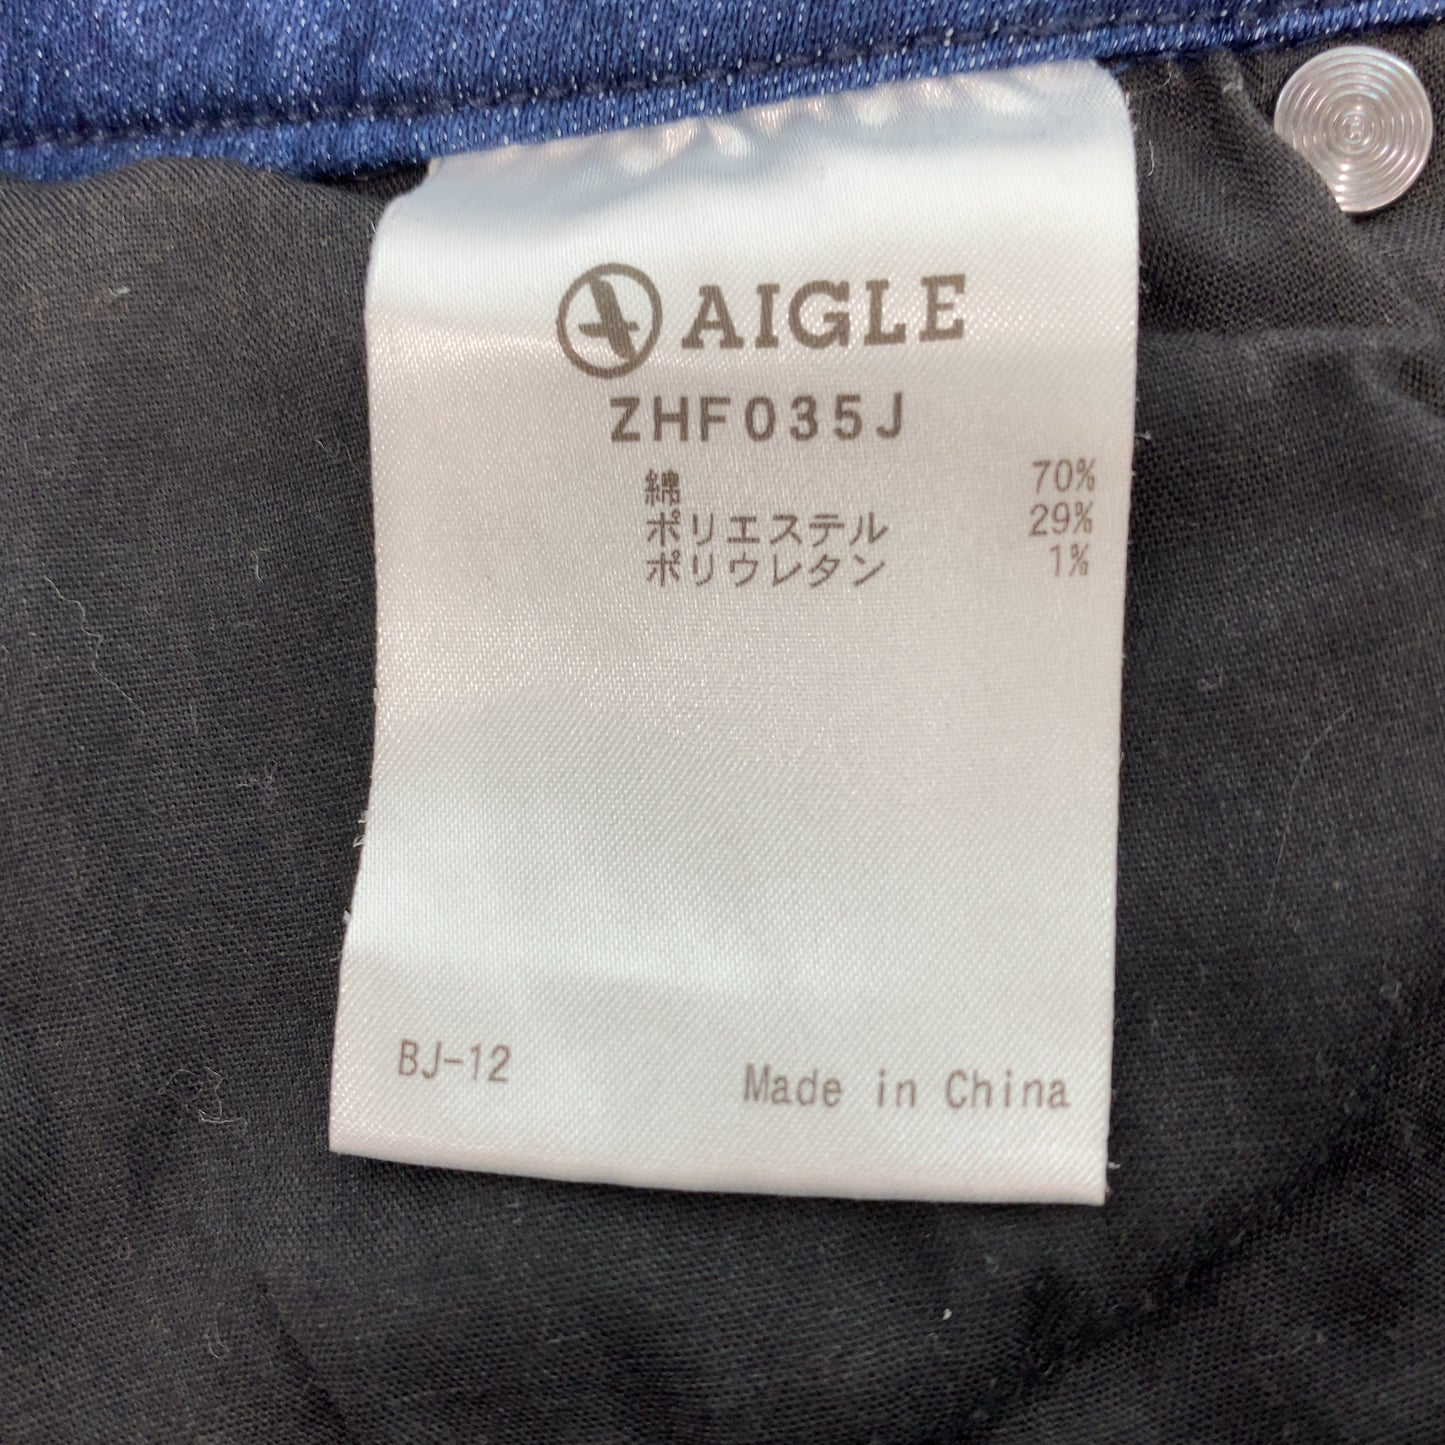 AIGLE
ZHF035J
綿 70%
ポリエステル 29%
ポリウレタン 1%
BJ-12 Made in China